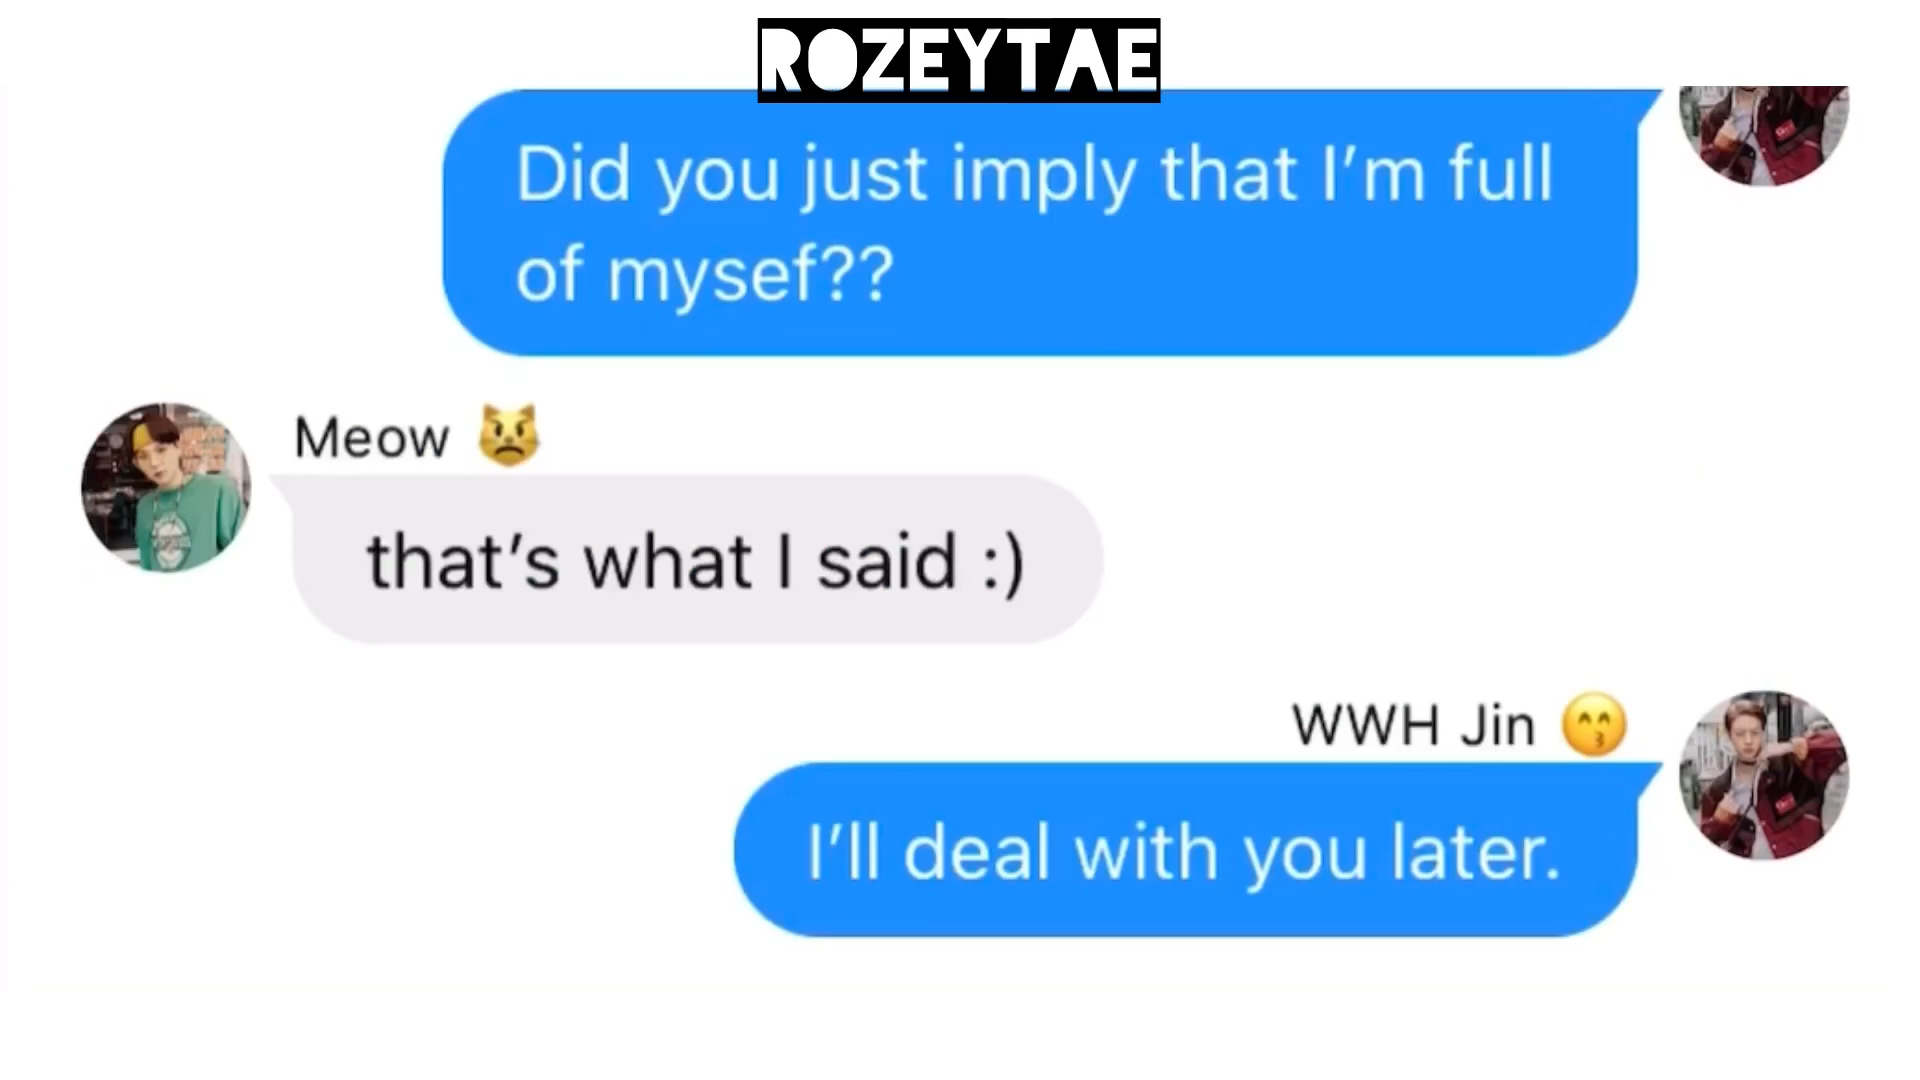 ROZEYTAE
Did you just imply that I’m full
of mysef??
Meow 😾
that’s what I said :)
WWH Jin 😙
I’ll deal with you later.